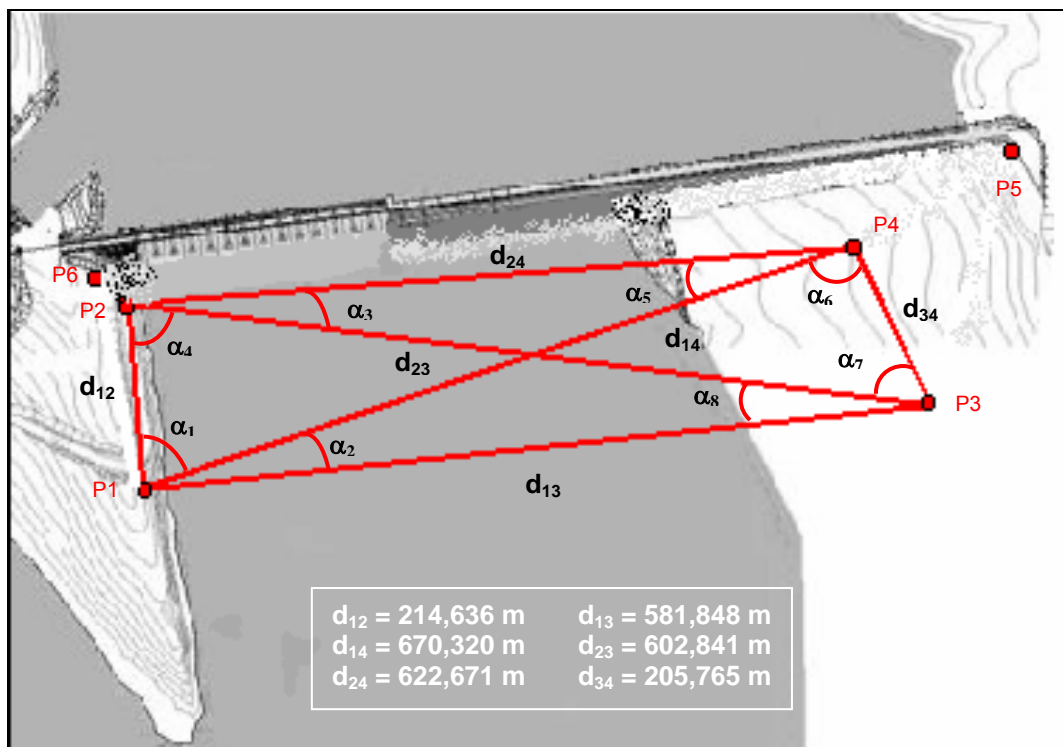 P5
P4
d₂₄
P6
P2
α₃
α₅
α₆
d₃₄
α₄
d₂₃
d₁₄
α₇
d₁₂
α₈
P3
α₁
α₂
P1
d₁₃
d₁₂ = 214,636 m d₁₃ = 581,848 m
d₁₄ = 670,320 m d₂₃ = 602,841 m
d₂₄ = 622,671 m d₃₄ = 205,765 m